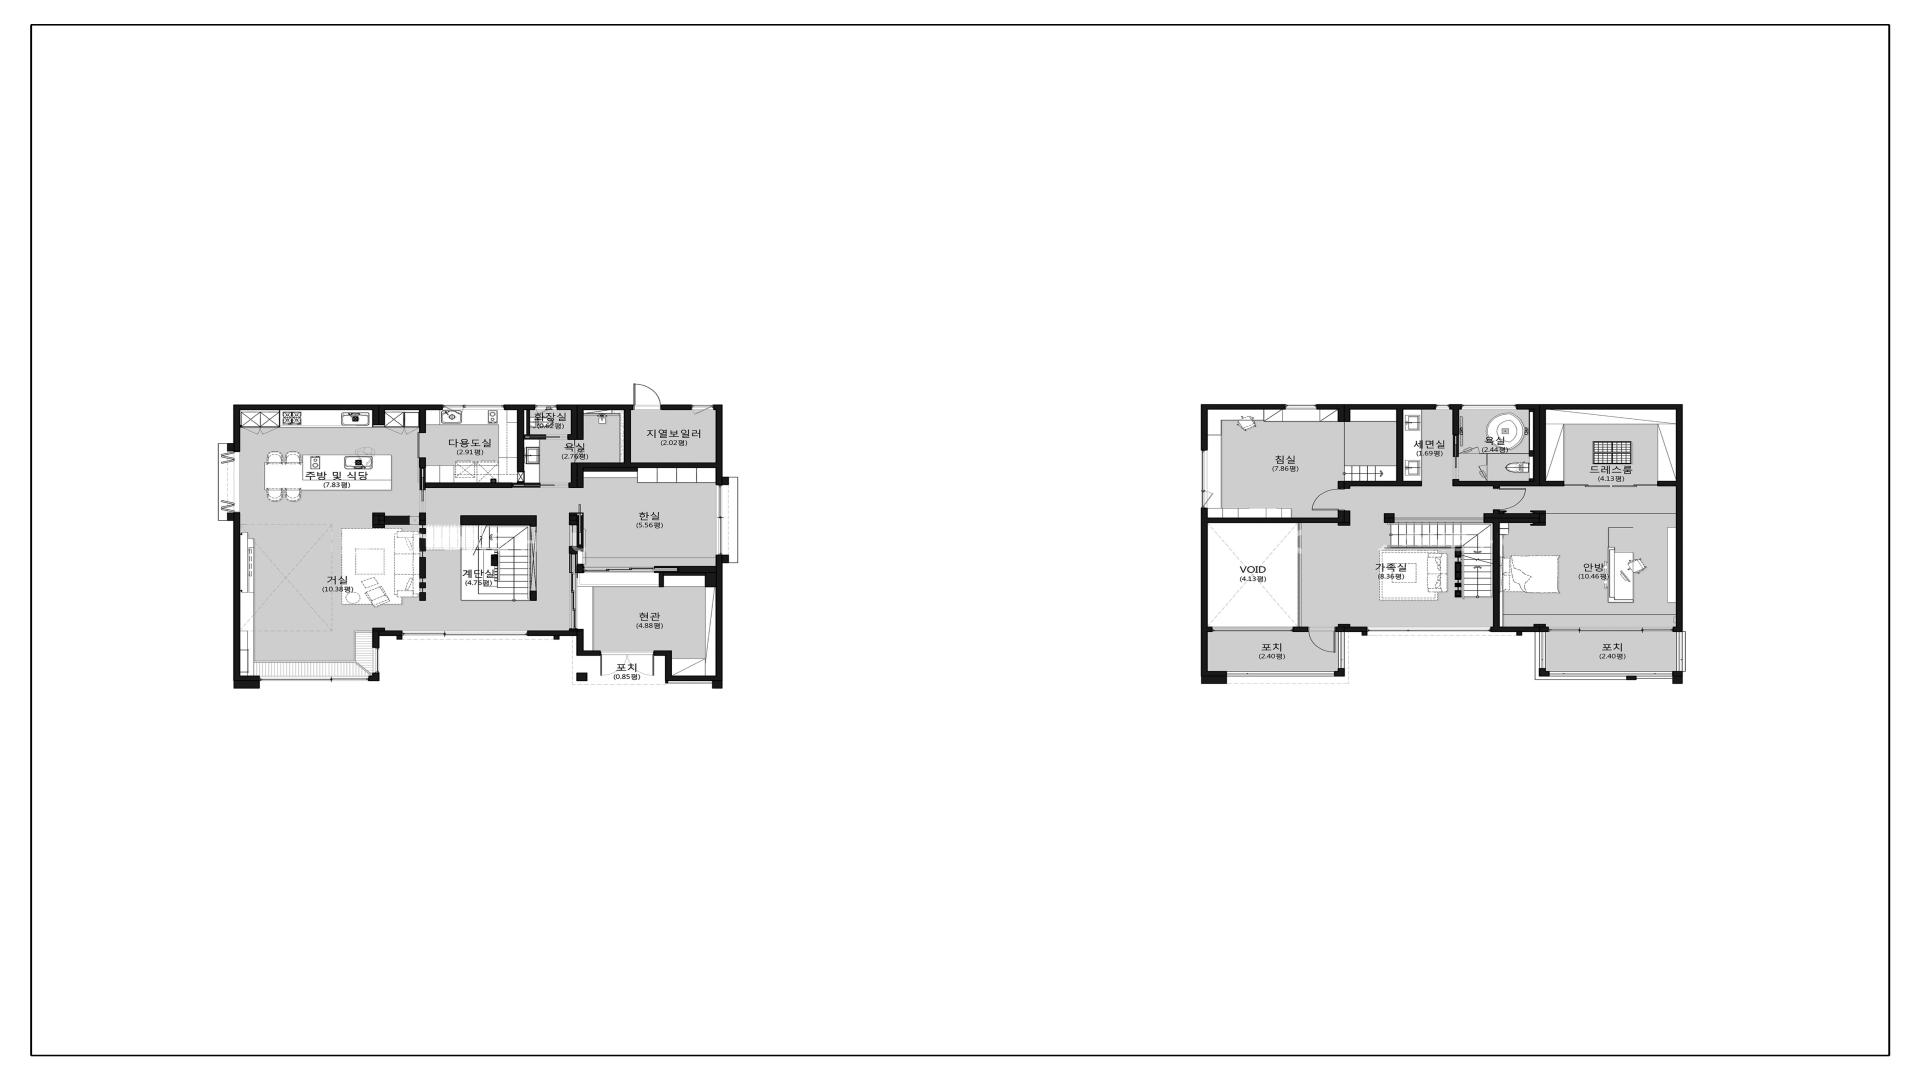 화장실
(0.62평)
다용도실
(2.91평)
욕실
(2.76평)
지열보일러
(2.02평)
주방 및 식당
(7.83평)
한실
(5.56평)
거실
(10.38평)
계단실
(4.75평)
현관
(4.88평)
포치
(0.85평)
침실
(7.86평)
세면실
(1.69평)
욕실
(2.44평)
드레스룸
(4.13평)
VOID
(4.13평)
가족실
(8.36평)
안방
(10.46평)
포치
(2.40평)
포치
(2.40평)